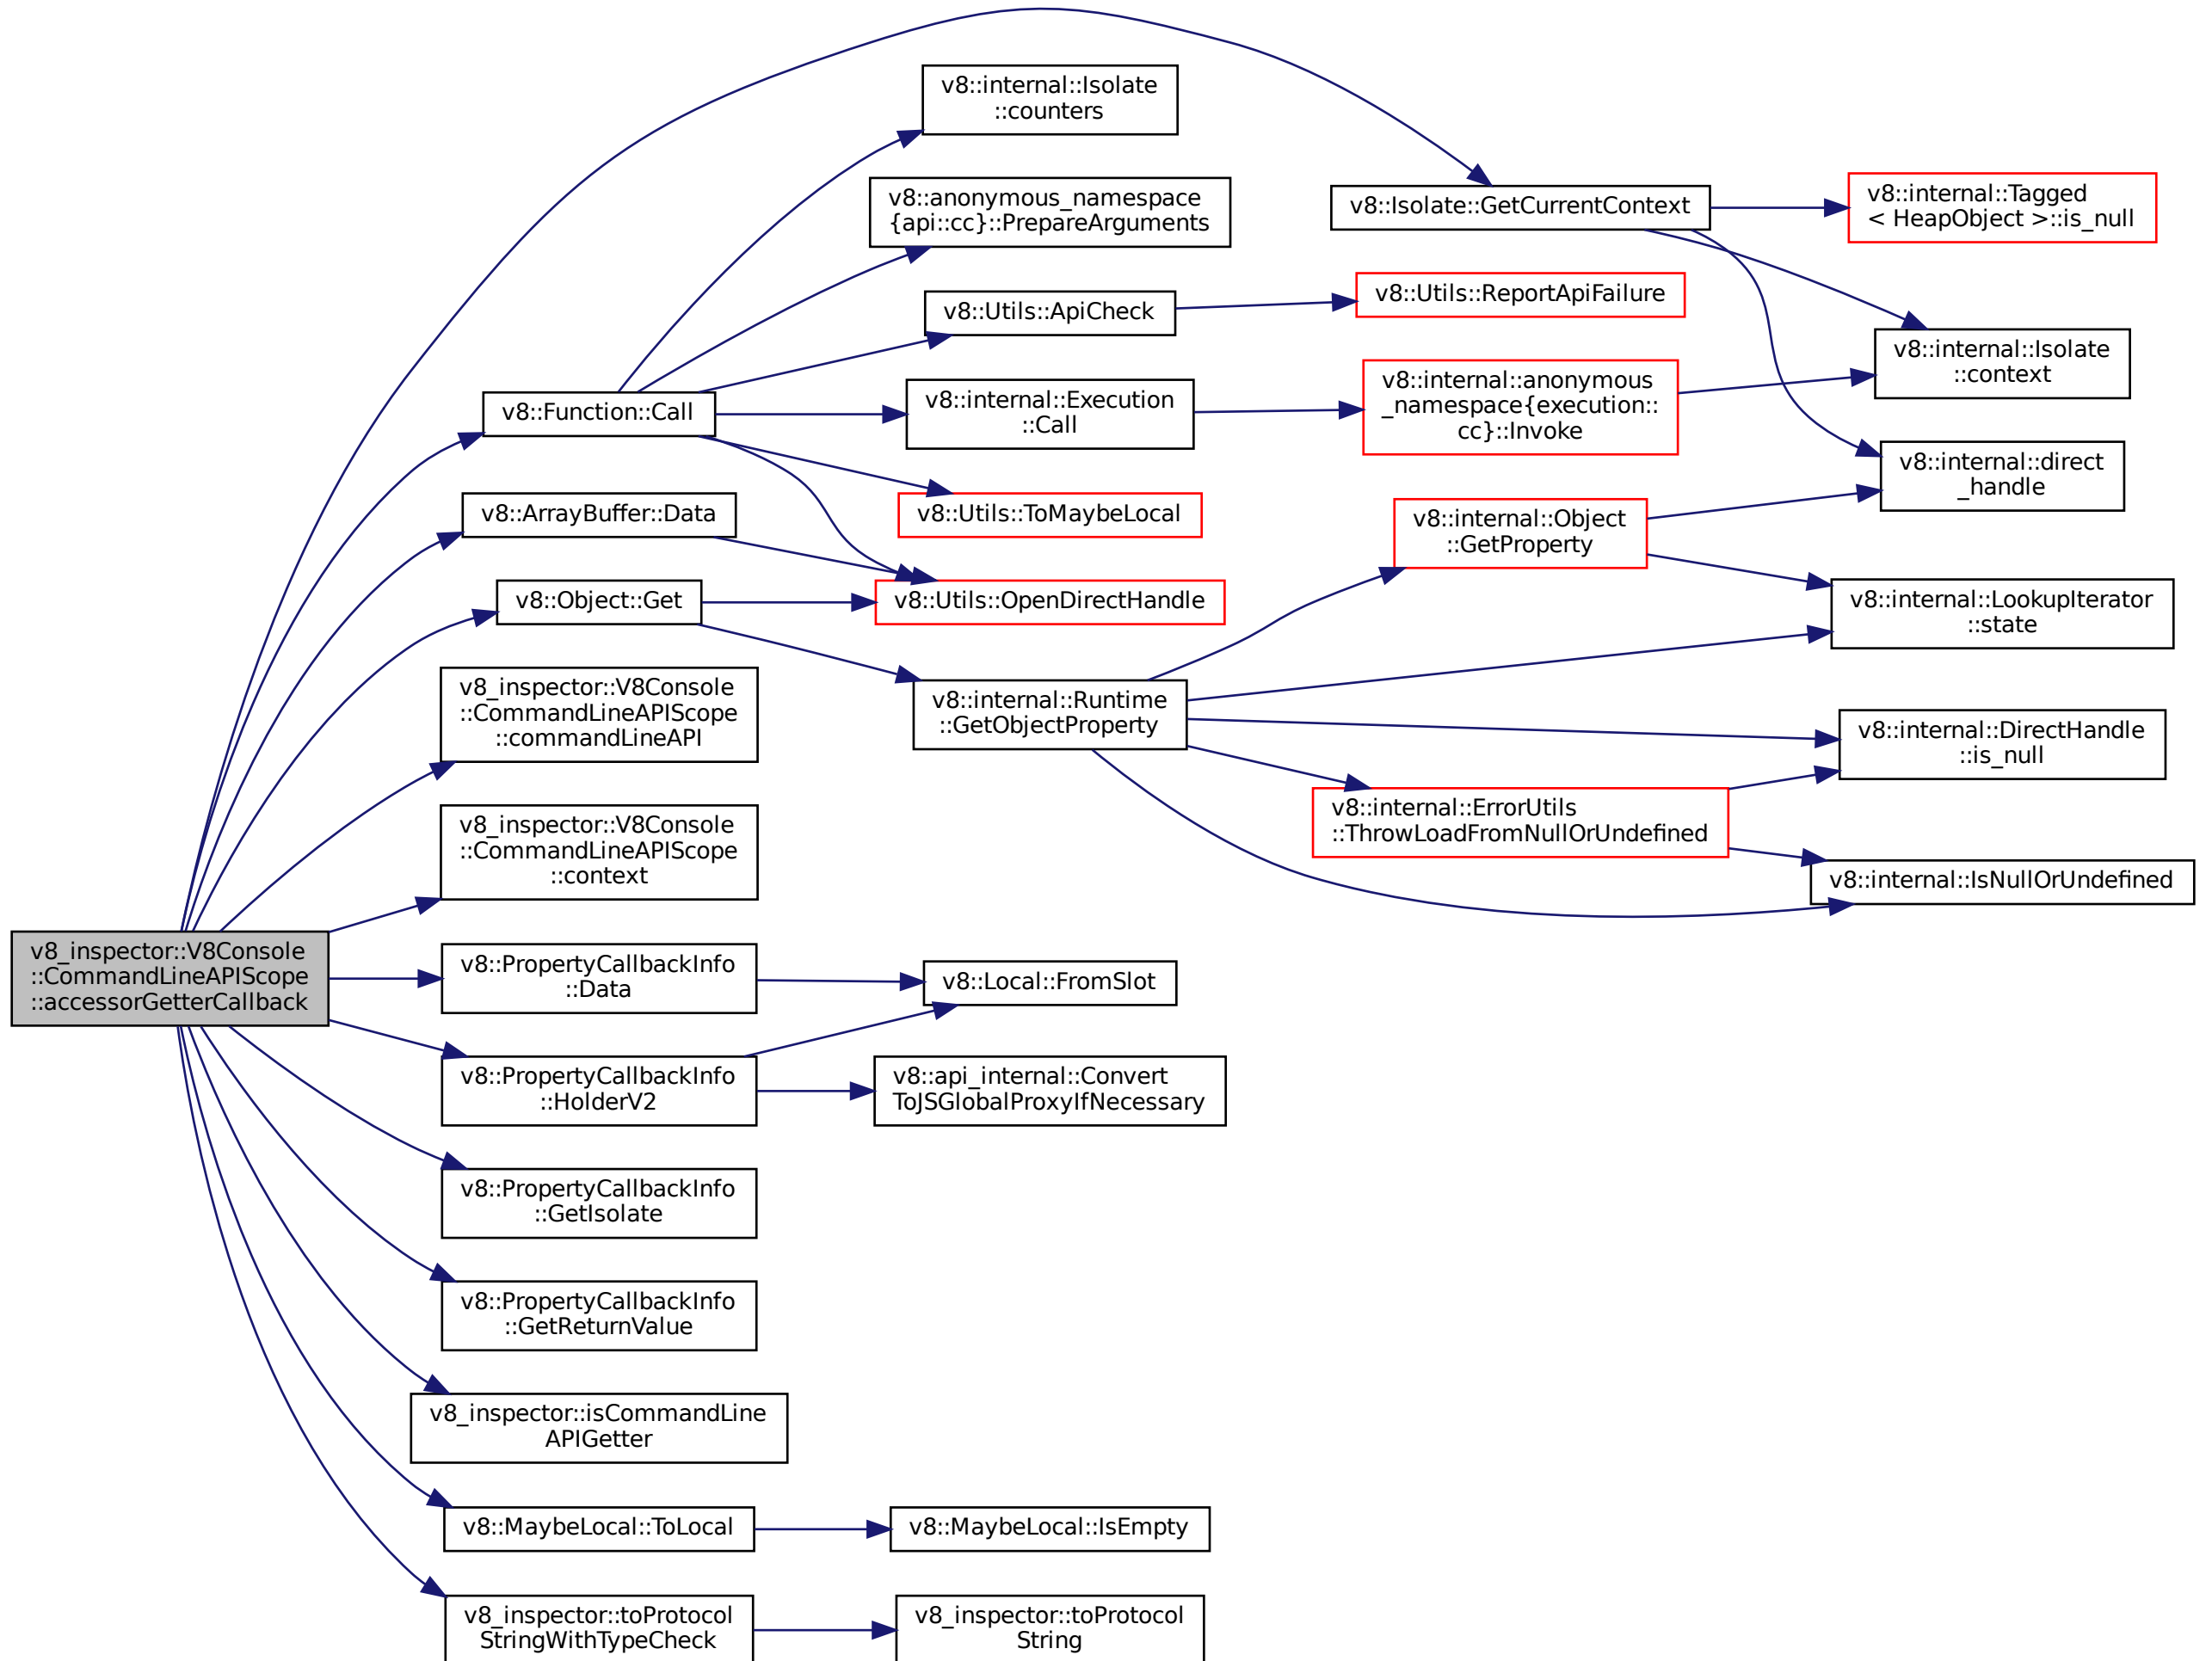 v8_inspector::V8Console
::CommandLineAPIScope
::accessorGetterCallback
v8::Function::Call
v8::ArrayBuffer::Data
v8::Object::Get
v8_inspector::V8Console
::CommandLineAPIScope
::commandLineAPI
v8_inspector::V8Console
::CommandLineAPIScope
::context
v8::PropertyCallbackInfo
::Data
v8::PropertyCallbackInfo
::HolderV2
v8::PropertyCallbackInfo
::GetIsolate
v8::PropertyCallbackInfo
::GetReturnValue
v8_inspector::isCommandLine
APIGetter
v8::MaybeLocal::ToLocal
v8_inspector::toProtocol
StringWithTypeCheck
v8::internal::Isolate
::counters
v8::anonymous_namespace
{api::cc}::PrepareArguments
v8::Utils::ApiCheck
v8::internal::Execution
::Call
v8::Utils::ToMaybeLocal
v8::Utils::OpenDirectHandle
v8::internal::Runtime
::GetObjectProperty
v8::Local::FromSlot
v8::api_internal::Convert
ToJSGlobalProxyIfNecessary
v8::MaybeLocal::IsEmpty
v8_inspector::toProtocol
String
v8::Isolate::GetCurrentContext
v8::Utils::ReportApiFailure
v8::internal::anonymous
_namespace{execution::
cc}::Invoke
v8::internal::Object
::GetProperty
v8::internal::ErrorUtils
::ThrowLoadFromNullOrUndefined
v8::internal::Tagged
< HeapObject >::is_null
v8::internal::Isolate
::context
v8::internal::direct
_handle
v8::internal::LookupIterator
::state
v8::internal::DirectHandle
::is_null
v8::internal::IsNullOrUndefined